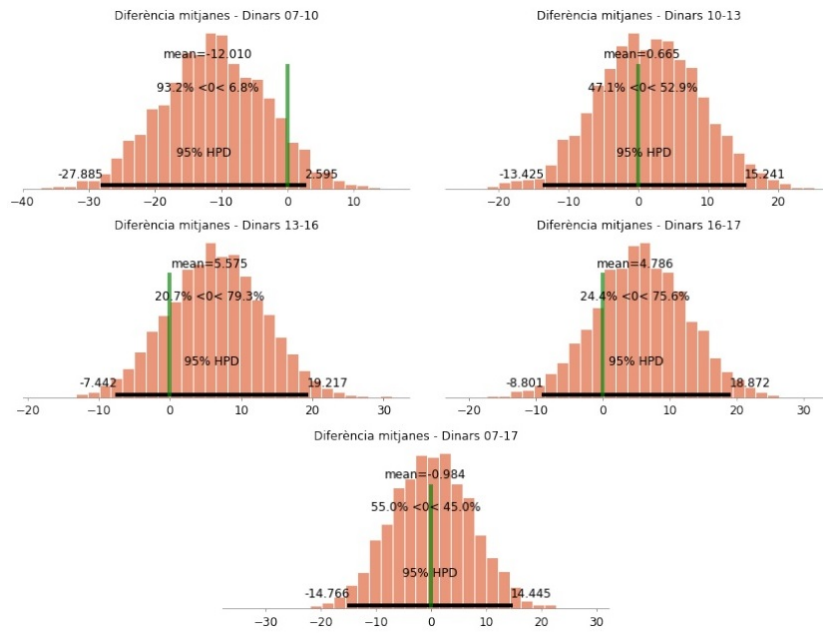 Diferència mitjanes - Dinars 07-10
mean=-12.010
93.2% <0< 6.8%
95% HPD
-27.885
2.595
-40 -30 -20 -10 0 10
Diferència mitjanes - Dinars 10-13
mean=0.665
47.1% <0< 52.9%
95% HPD
-13.425
15.241
-20 -10 0 10 20
Diferència mitjanes - Dinars 13-16
mean=5.575
20.7% <0< 79.3%
95% HPD
-7.442
19.217
-20 -10 0 10 20 30
Diferència mitjanes - Dinars 16-17
mean=4.786
24.4% <0< 75.6%
95% HPD
-8.801
18.872
-20 -10 0 10 20 30
Diferència mitjanes - Dinars 07-17
mean=-0.984
55.0% <0< 45.0%
95% HPD
-14.766
14.445
-30 -20 -10 0 10 20 30